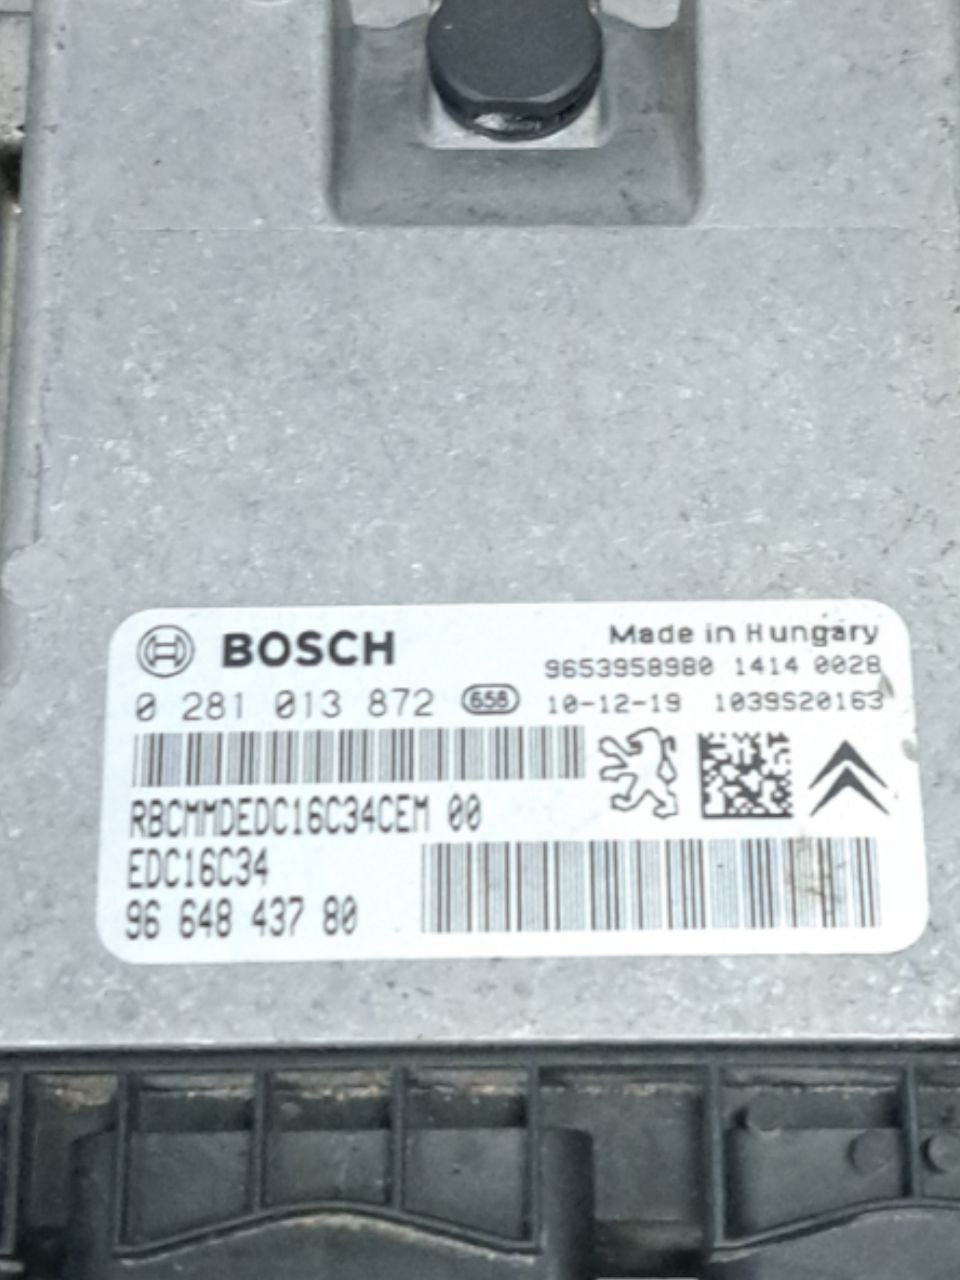 BOSCH
Made in Hungary
9653958980 1414 0028
0 281 013 872 658 10-12-19 1039S20163
RBCMMDEDC16C34CEM 00
EDC16C34
96 648 437 80